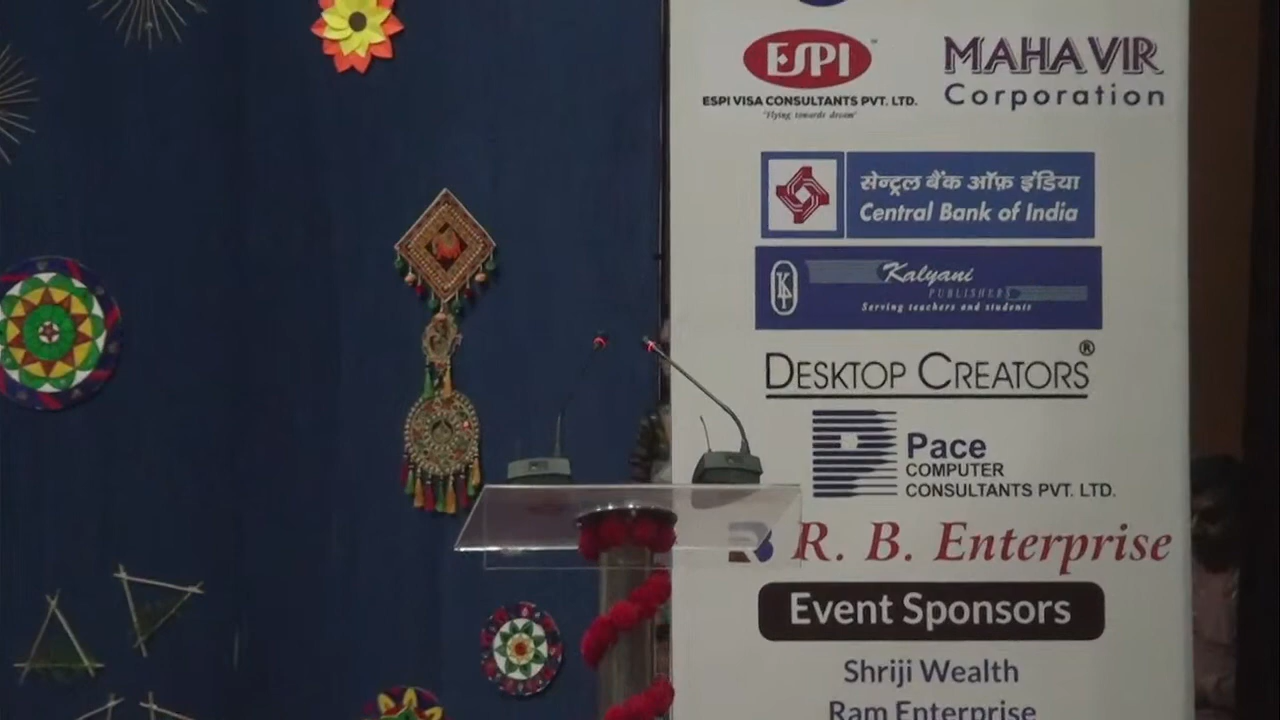 ESPI
ESPI VISA CONSULTANTS PVT. LTD.
"Flying towards dream"
MAHAVIR
Corporation
सेन्ट्रल बैंक ऑफ़ इंडिया
Central Bank of India
Kalyani
PUBLISHERS
Serving teachers and students
DESKTOP CREATORS®
Pace
COMPUTER
CONSULTANTS PVT. LTD.
R. B. Enterprise
Event Sponsors
Shriji Wealth
Ram Enterprise